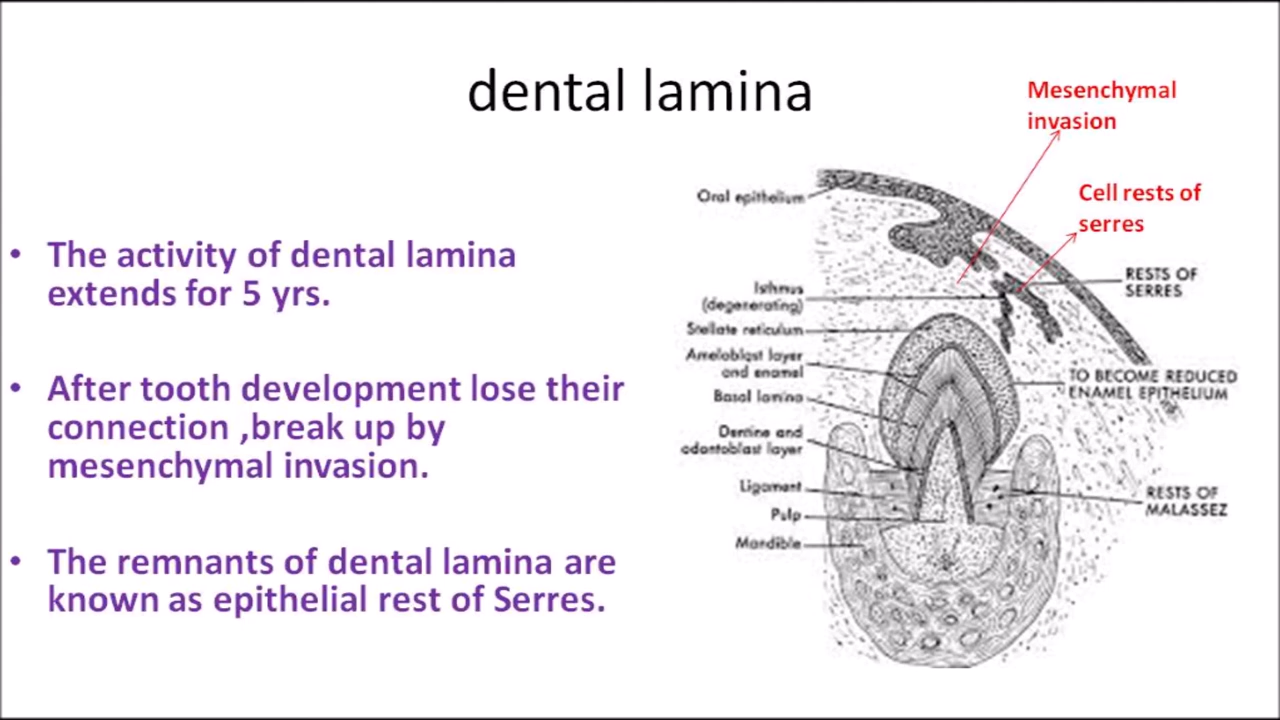 dental lamina
• The activity of dental lamina
extends for 5 yrs.
• After tooth development lose their
connection ,break up by
mesenchymal invasion.
• The remnants of dental lamina are
known as epithelial rest of Serres.
Mesenchymal
invasion
Cell rests of
serres
Oral epithelium
Isthmus
(degenerating)
Stellate reticulum
Ameloblast layer
and enamel
Basal lamina
Dentine and
odontoblast layer
Ligament
Pulp
Mandible
RESTS OF
SERRES
TO BECOME REDUCED
ENAMEL EPITHELIUM
RESTS OF
MALASSEZ